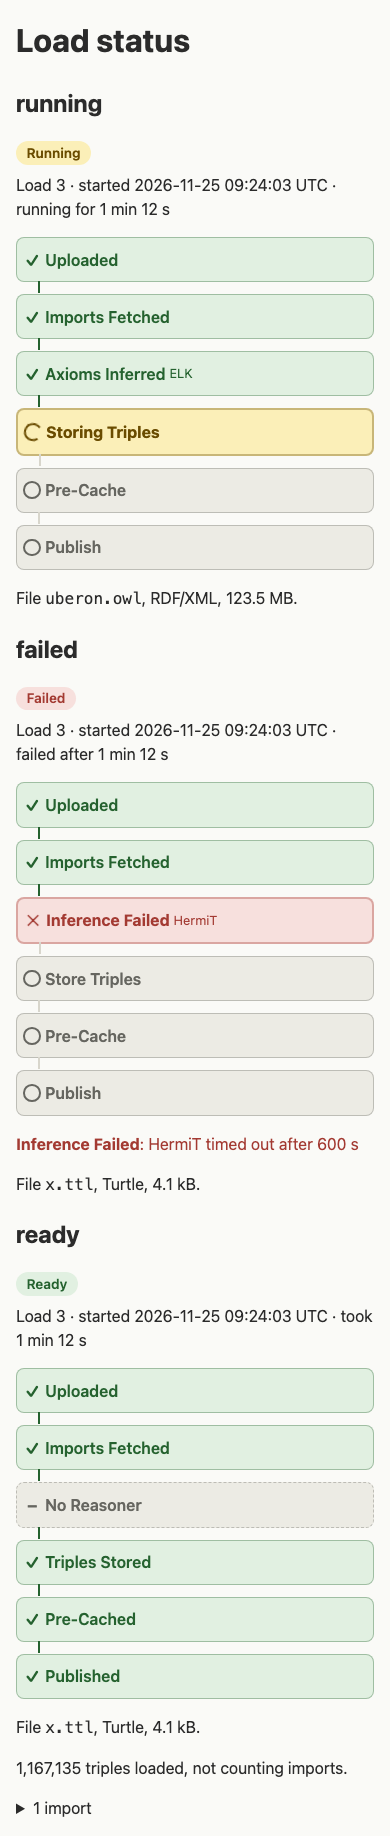 Load status
running
Running
Load 3 · started 2026-11-25 09:24:03 UTC ·
running for 1 min 12 s
Uploaded
Imports Fetched
Axioms Inferred ELK
Storing Triples
Pre-Cache
Publish
File uberon.owl, RDF/XML, 123.5 MB.
failed
Failed
Load 3 · started 2026-11-25 09:24:03 UTC ·
failed after 1 min 12 s
Uploaded
Imports Fetched
Inference Failed HermiT
Store Triples
Pre-Cache
Publish
Inference Failed: HermiT timed out after 600 s
File x.ttl, Turtle, 4.1 kB.
ready
Ready
Load 3 · started 2026-11-25 09:24:03 UTC · took
1 min 12 s
Uploaded
Imports Fetched
No Reasoner
Triples Stored
Pre-Cached
Published
File x.ttl, Turtle, 4.1 kB.
1,167,135 triples loaded, not counting imports.
1 import